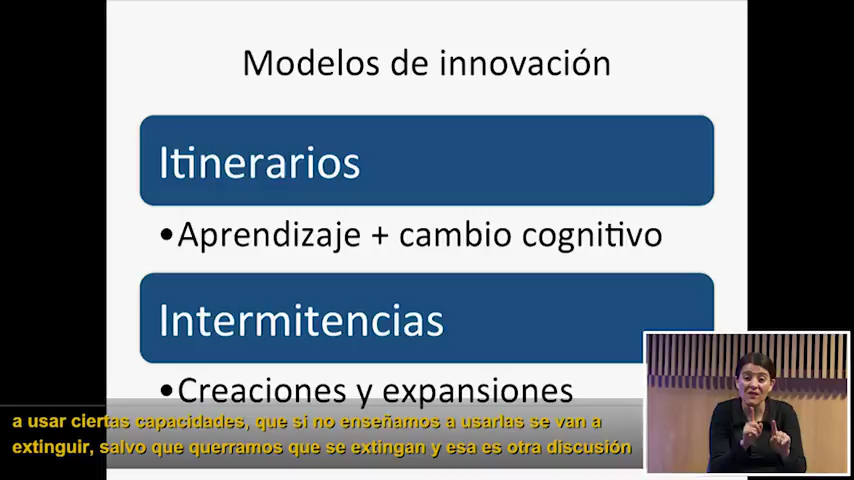 Modelos de innovación
Itinerarios
•Aprendizaje + cambio cognitivo
Intermitencias
•Creaciones y expansiones
a usar ciertas capacidades, que si no enseñamos a usarlas se van a
extinguir, salvo que querramos que se extingan y esa es otra discusión